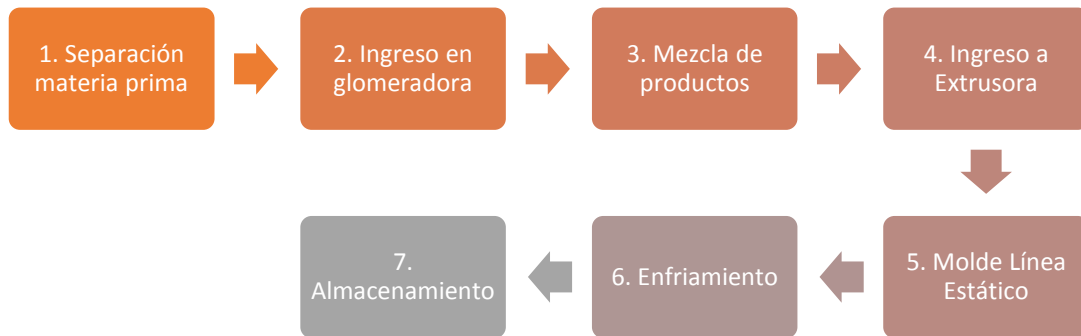 1. Separación
materia prima
2. Ingreso en
glomeradora
3. Mezcla de
productos
4. Ingreso a
Extrusora
5. Molde Línea
Estático
6. Enfriamiento
7.
Almacenamiento